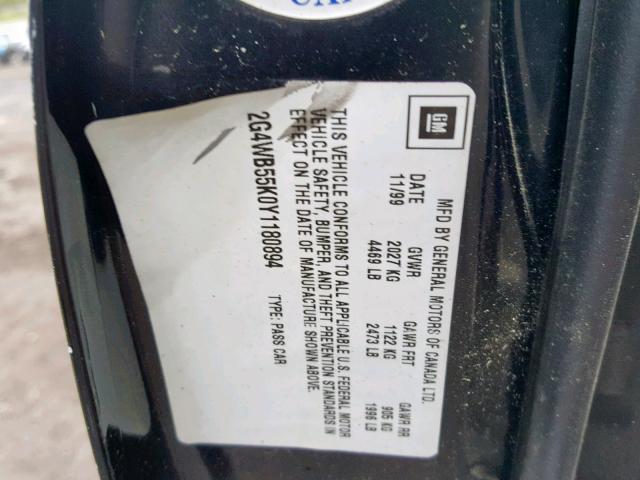 GM
MFD BY GENERAL MOTORS OF CANADA LTD.
DATE GVWR GAWR FRT GAWR RR
11/99 2027 KG 1122 KG 905 KG
4469 LB 2473 LB 1996 LB
THIS VEHICLE CONFORMS TO ALL APPLICABLE U.S. FEDERAL MOTOR
VEHICLE SAFETY, BUMPER, AND THEFT PREVENTION STANDARDS IN
EFFECT ON THE DATE OF MANUFACTURE SHOWN ABOVE.
2G4WB55K0Y1180894 TYPE: PASS CAR